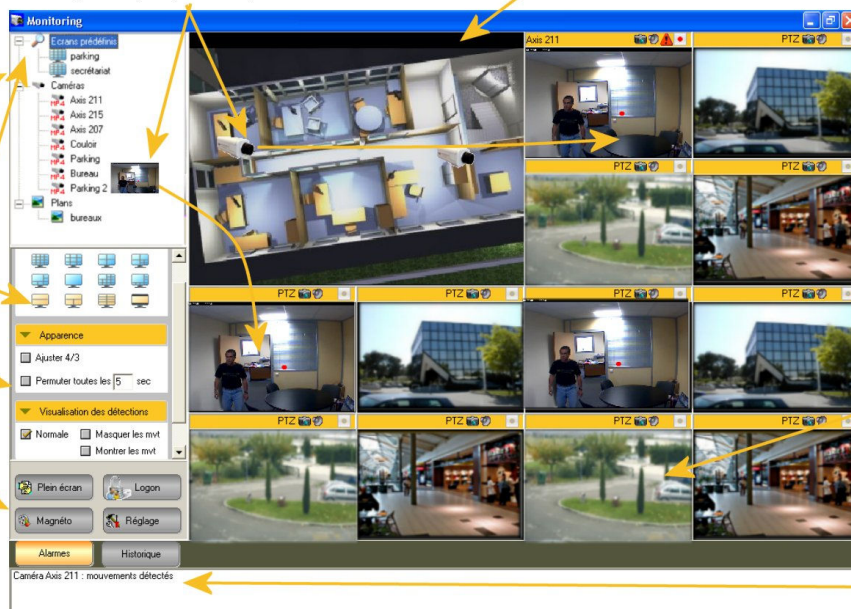 Monitoring
Ecrans prédéfinis
parking
secrétariat
Caméras
Axis 211
Axis 215
Axis 207
Couloir
Parking
Bureau
Parking 2
Plans
bureaux
Apparence
Ajuster 4/3
Permuter toutes les 5 sec
Visualisation des détections
Normale Masquer les mvt
Montrer les mvt
Plein écran Logon
Magnéto Réglage
Alarmes Historique
Caméra Axis 211 : mouvements détectés
Axis 211 PTZ
PTZ PTZ
PTZ PTZ PTZ PTZ
PTZ PTZ PTZ PTZ